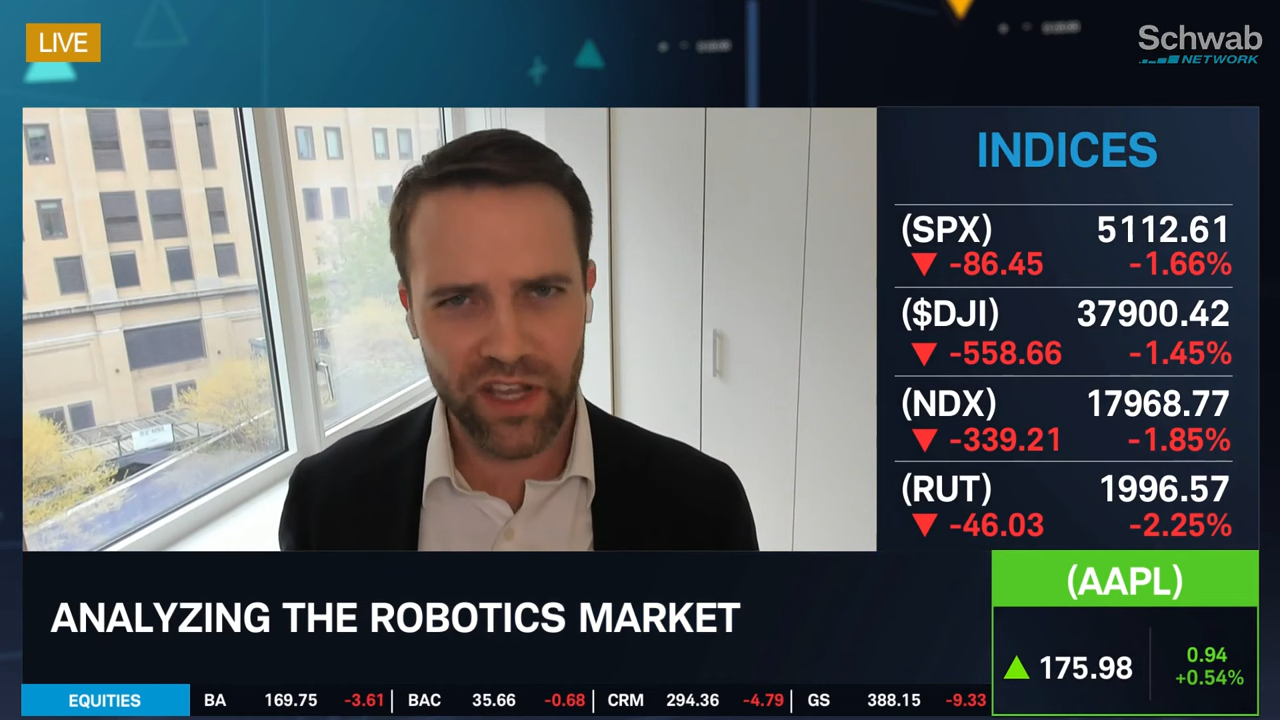 LIVE
Schwab
NETWORK
INDICES
(SPX) 5112.61
▼ -86.45 -1.66%
($DJI) 37900.42
▼ -558.66 -1.45%
(NDX) 17968.77
▼ -339.21 -1.85%
(RUT) 1996.57
▼ -46.03 -2.25%
ANALYZING THE ROBOTICS MARKET
(AAPL)
▲ 175.98 0.94
+0.54%
EQUITIES BA 169.75 -3.61 BAC 35.66 -0.68 CRM 294.36 -4.79 GS 388.15 -9.33